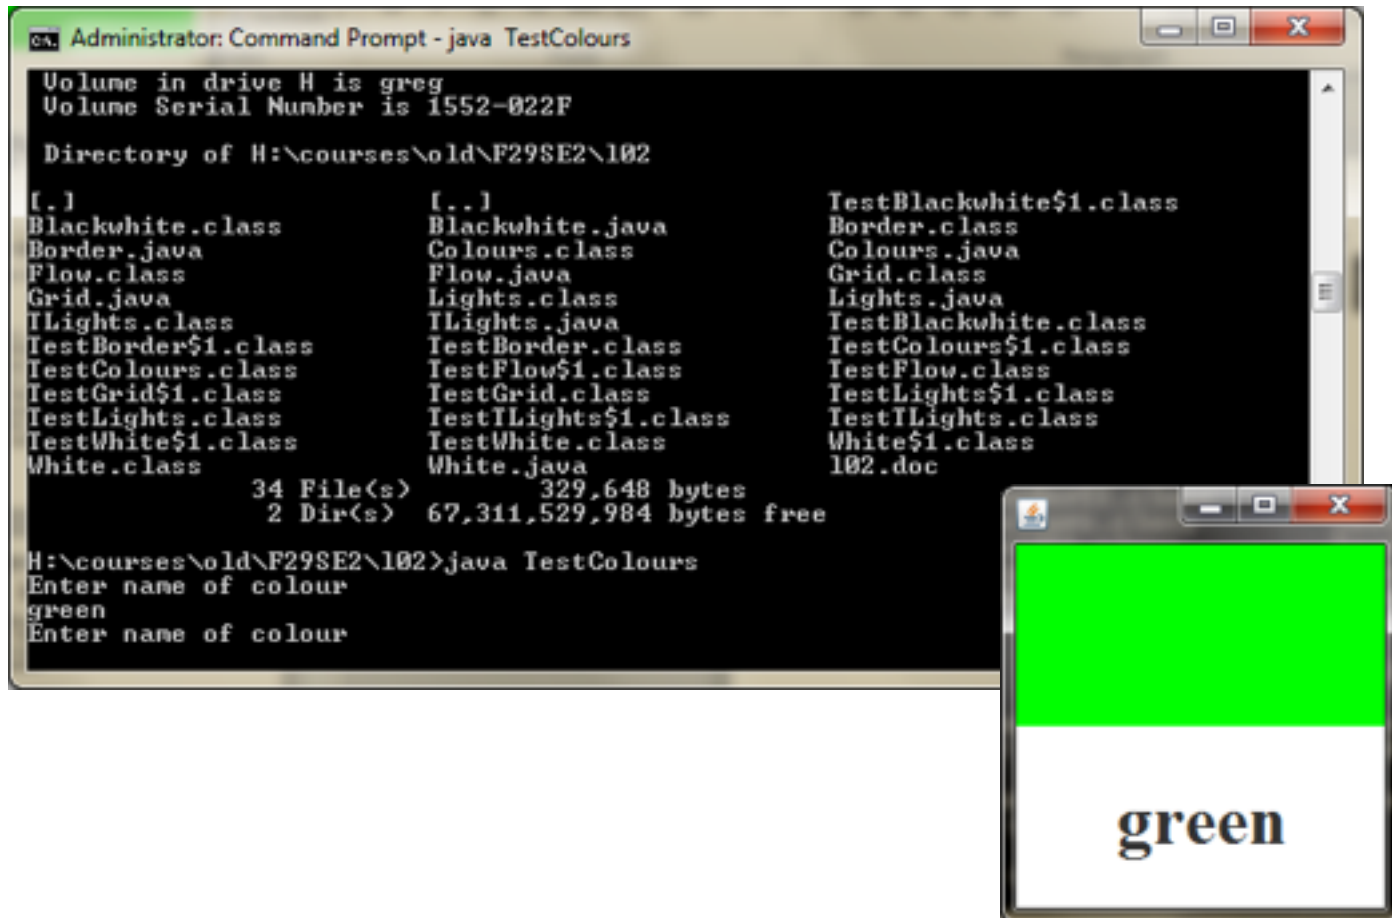 Administrator: Command Prompt - java TestColours
Volume in drive H is greg
Volume Serial Number is 1552-022F
Directory of H:\courses\old\F29SE2\l02
[.] [..] TestBlackwhite$1.class
Blackwhite.class Blackwhite.java Border.class
Border.java Colours.class Colours.java
Flow.class Flow.java Grid.class
Grid.java Lights.class Lights.java
TLights.class TLights.java TestBlackwhite.class
TestBorder$1.class TestBorder.class TestColours$1.class
TestColours.class TestFlow$1.class TestFlow.class
TestGrid$1.class TestGrid.class TestLights$1.class
TestLights.class TestTLights$1.class TestTLights.class
TestWhite$1.class TestWhite.class White$1.class
White.class White.java l02.doc
34 File(s) 329,648 bytes
2 Dir(s) 67,311,529,984 bytes free
H:\courses\old\F29SE2\l02>java TestColours
Enter name of colour
green
Enter name of colour
green